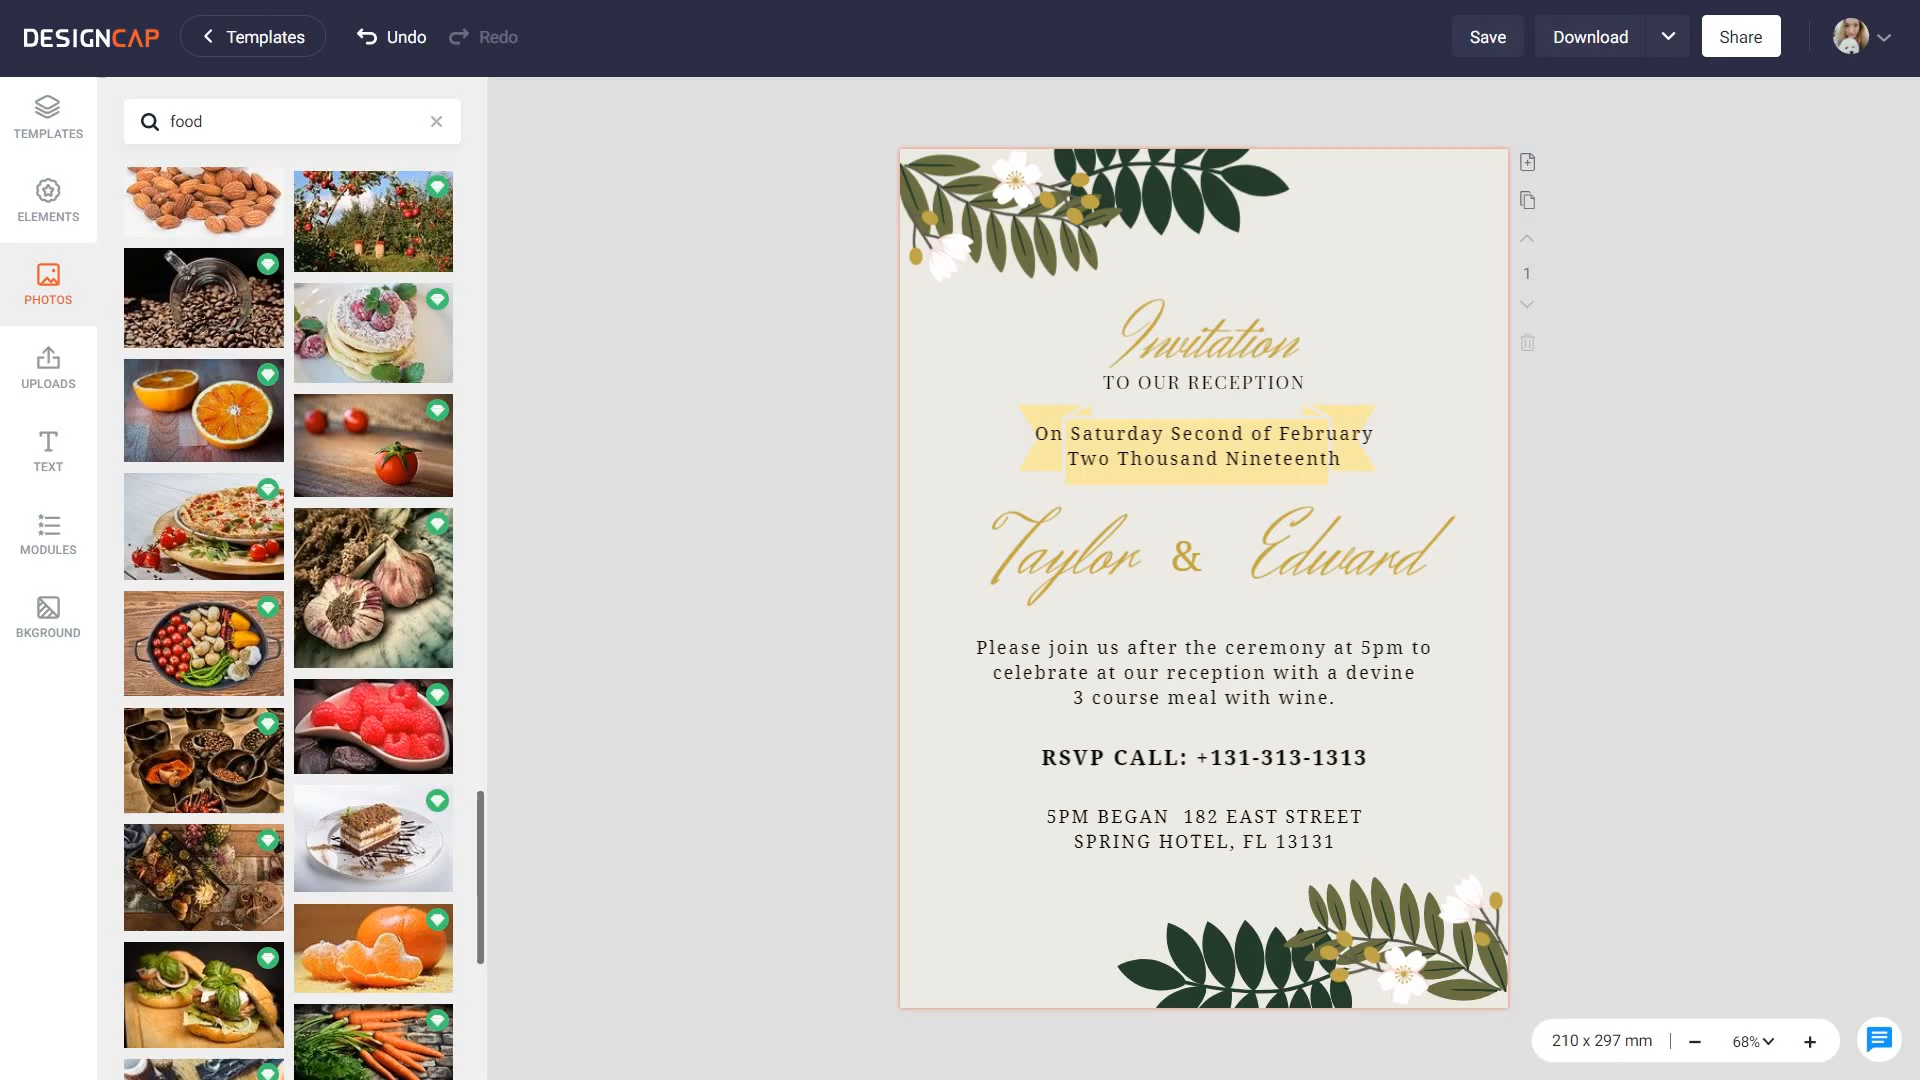 DESIGNCAP
Templates
Undo
Redo
Save
Download
Share
TEMPLATES
ELEMENTS
PHOTOS
UPLOADS
TEXT
MODULES
BKGROUND
food
Invitation
TO OUR RECEPTION
On Saturday Second of February
Two Thousand Nineteenth
Taylor & Edward
Please join us after the ceremony at 5pm to
celebrate at our reception with a devine
3 course meal with wine.
RSVP CALL: +131-313-1313
5PM BEGAN 182 EAST STREET
SPRING HOTEL, FL 13131
1
210 x 297 mm
68%